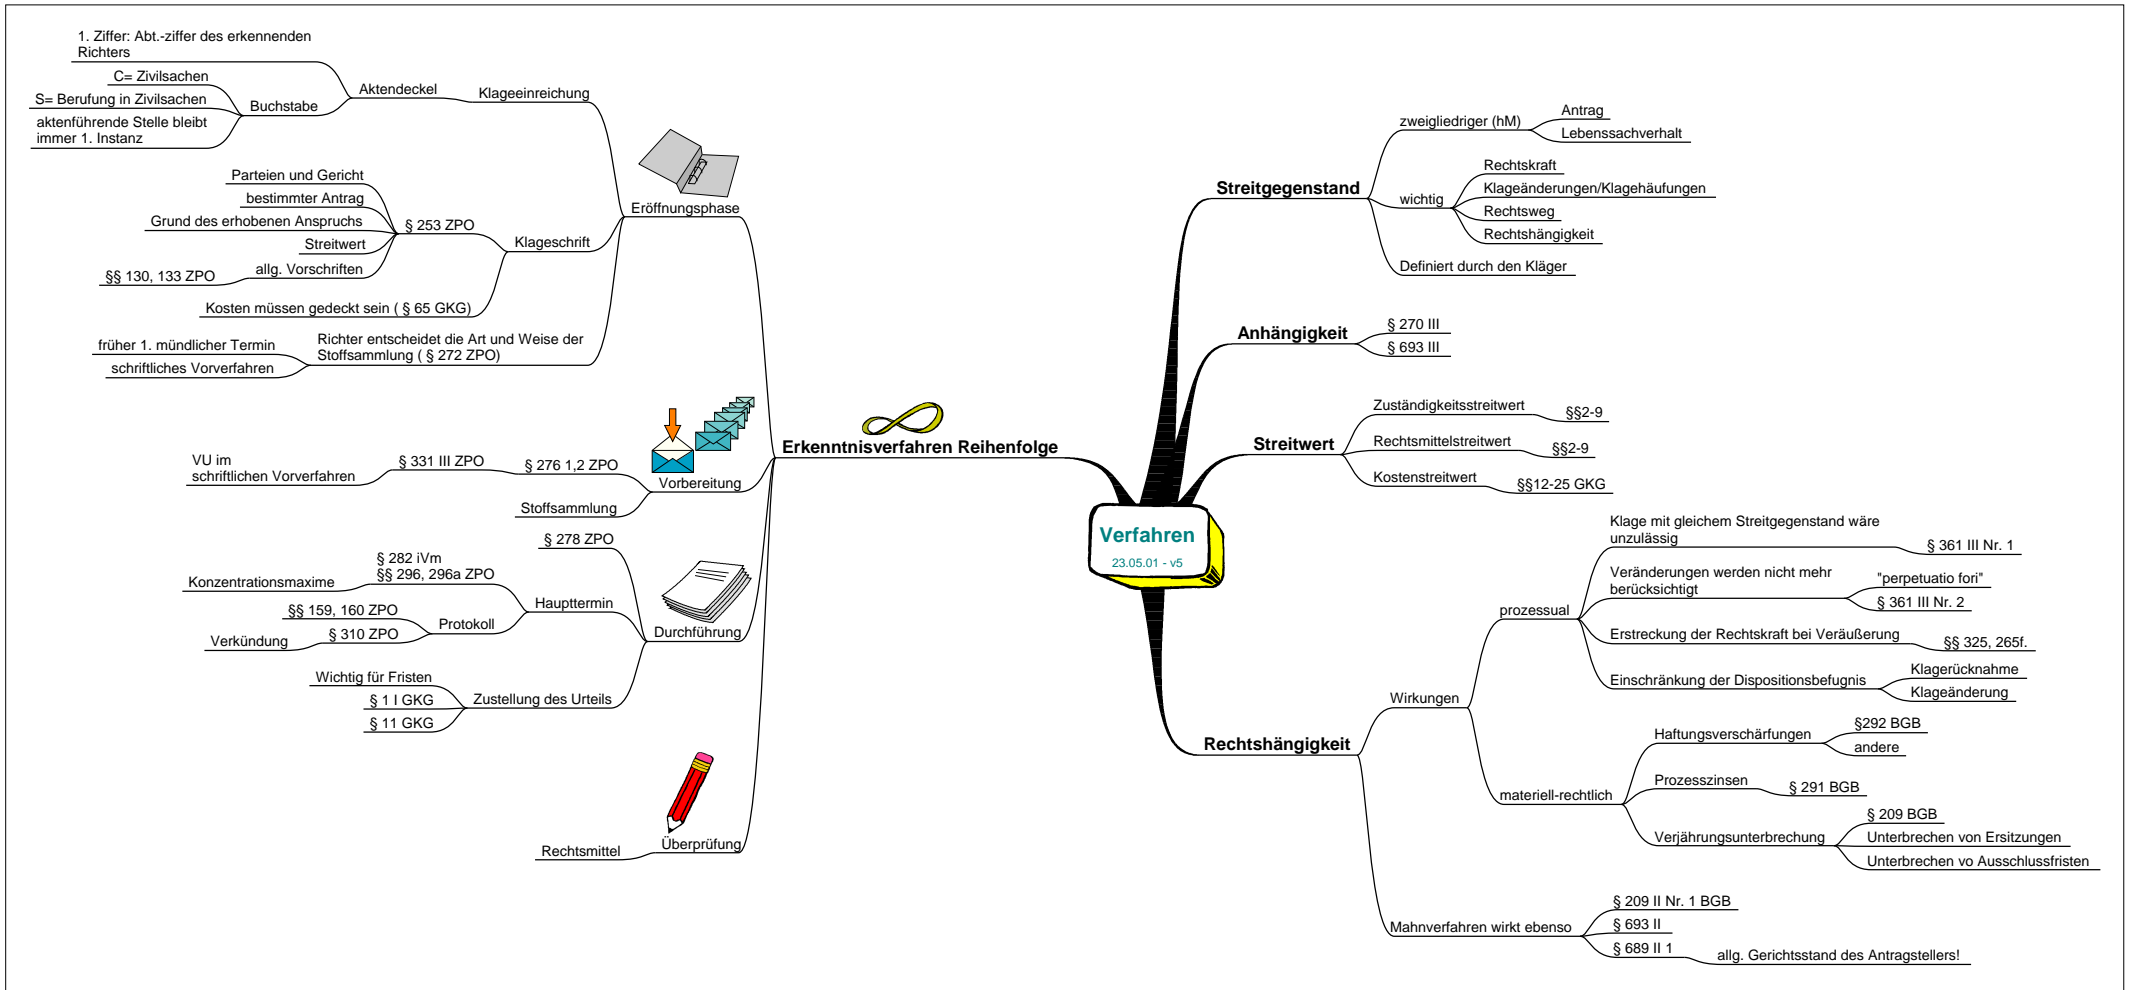 1. Ziffer: Abt.-ziffer des erkennenden
Richters
C= Zivilsachen
S= Berufung in Zivilsachen
aktenführende Stelle bleibt
immer 1. Instanz
Buchstabe
Aktendeckel
Klageeinreichung
Parteien und Gericht
bestimmter Antrag
Grund des erhobenen Anspruchs
Streitwert
§§ 130, 133 ZPO
allg. Vorschriften
§ 253 ZPO
Klageschrift
Kosten müssen gedeckt sein ( § 65 GKG)
früher 1. mündlicher Termin
schriftliches Vorverfahren
Richter entscheidet die Art und Weise der
Stoffsammlung ( § 272 ZPO)
Eröffnungsphase
VU im
schriftlichen Vorverfahren
§ 331 III ZPO
§ 276 1,2 ZPO
Stoffsammlung
Vorbereitung
§ 278 ZPO
Konzentrationsmaxime
§ 282 iVm
§§ 296, 296a ZPO
§§ 159, 160 ZPO
Verkündung
§ 310 ZPO
Protokoll
Haupttermin
Wichtig für Fristen
§ 1 I GKG
§ 11 GKG
Zustellung des Urteils
Durchführung
Rechtsmittel
Überprüfung
Erkenntnisverfahren Reihenfolge
Verfahren
23.05.01 - v5
Streitgegenstand
zweigliedriger (hM)
Antrag
Lebenssachverhalt
wichtig
Rechtskraft
Klageänderungen/Klagehäufungen
Rechtsweg
Rechtshängigkeit
Definiert durch den Kläger
Anhängigkeit
§ 270 III
§ 693 III
Streitwert
Zuständigkeitsstreitwert
§§2-9
Rechtsmittelstreitwert
§§2-9
Kostenstreitwert
§§12-25 GKG
Rechtshängigkeit
Wirkungen
prozessual
Klage mit gleichem Streitgegenstand wäre
unzulässig
§ 361 III Nr. 1
Veränderungen werden nicht mehr
berücksichtigt
"perpetuatio fori"
§ 361 III Nr. 2
Erstreckung der Rechtskraft bei Veräußerung
§§ 325, 265f.
Einschränkung der Dispositionsbefugnis
Klagerücknahme
Klageänderung
materiell-rechtlich
Haftungsverschärfungen
§292 BGB
andere
Prozesszinsen
§ 291 BGB
Verjährungsunterbrechung
§ 209 BGB
Unterbrechen von Ersitzungen
Unterbrechen vo Ausschlussfristen
Mahnverfahren wirkt ebenso
§ 209 II Nr. 1 BGB
§ 693 II
§ 689 II 1
allg. Gerichtsstand des Antragstellers!